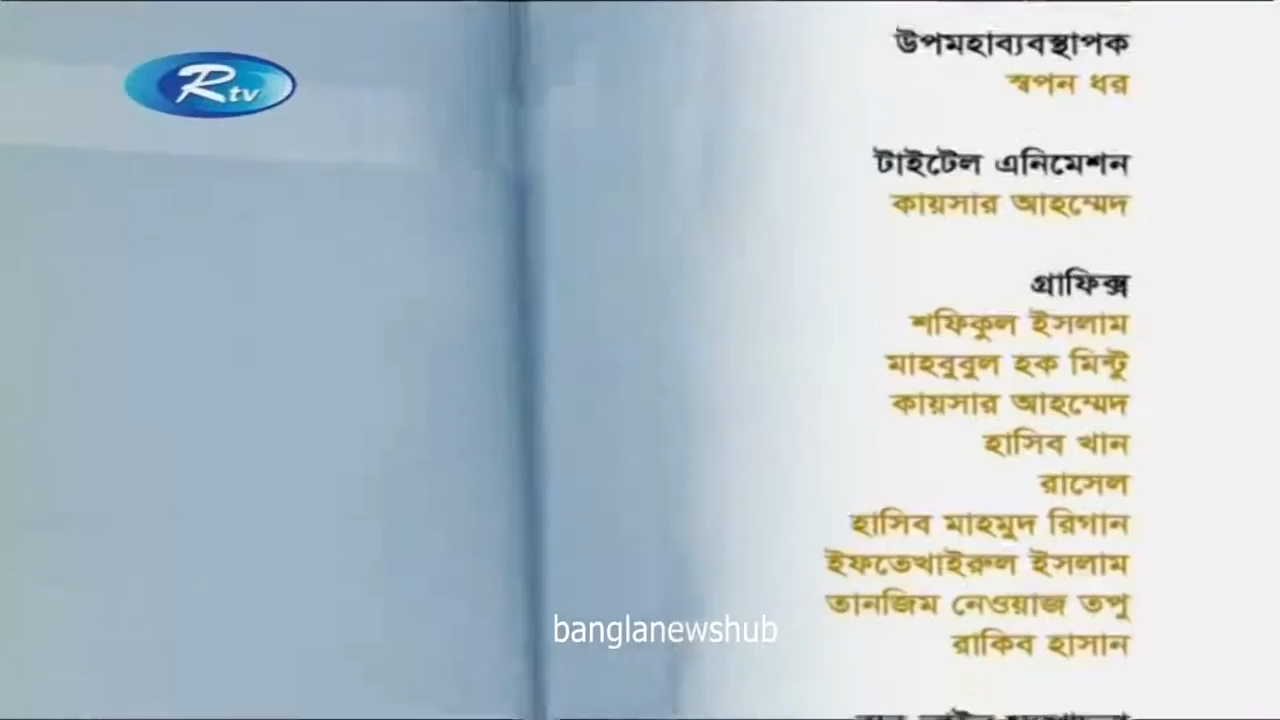 Rtv
উপমহাব্যবস্থাপক
স্বপন ধর
টাইটেল এনিমেশন
কায়সার আহম্মেদ
গ্রাফিক্স
শফিকুল ইসলাম
মাহবুবুল হক মিন্টু
কায়সার আহম্মেদ
হাসিব খান
রাসেল
হাসিব মাহমুদ রিগান
ইফতেখাইরুল ইসলাম
তানজিম নেওয়াজ তপু
রাকিব হাসান
banglanewshub